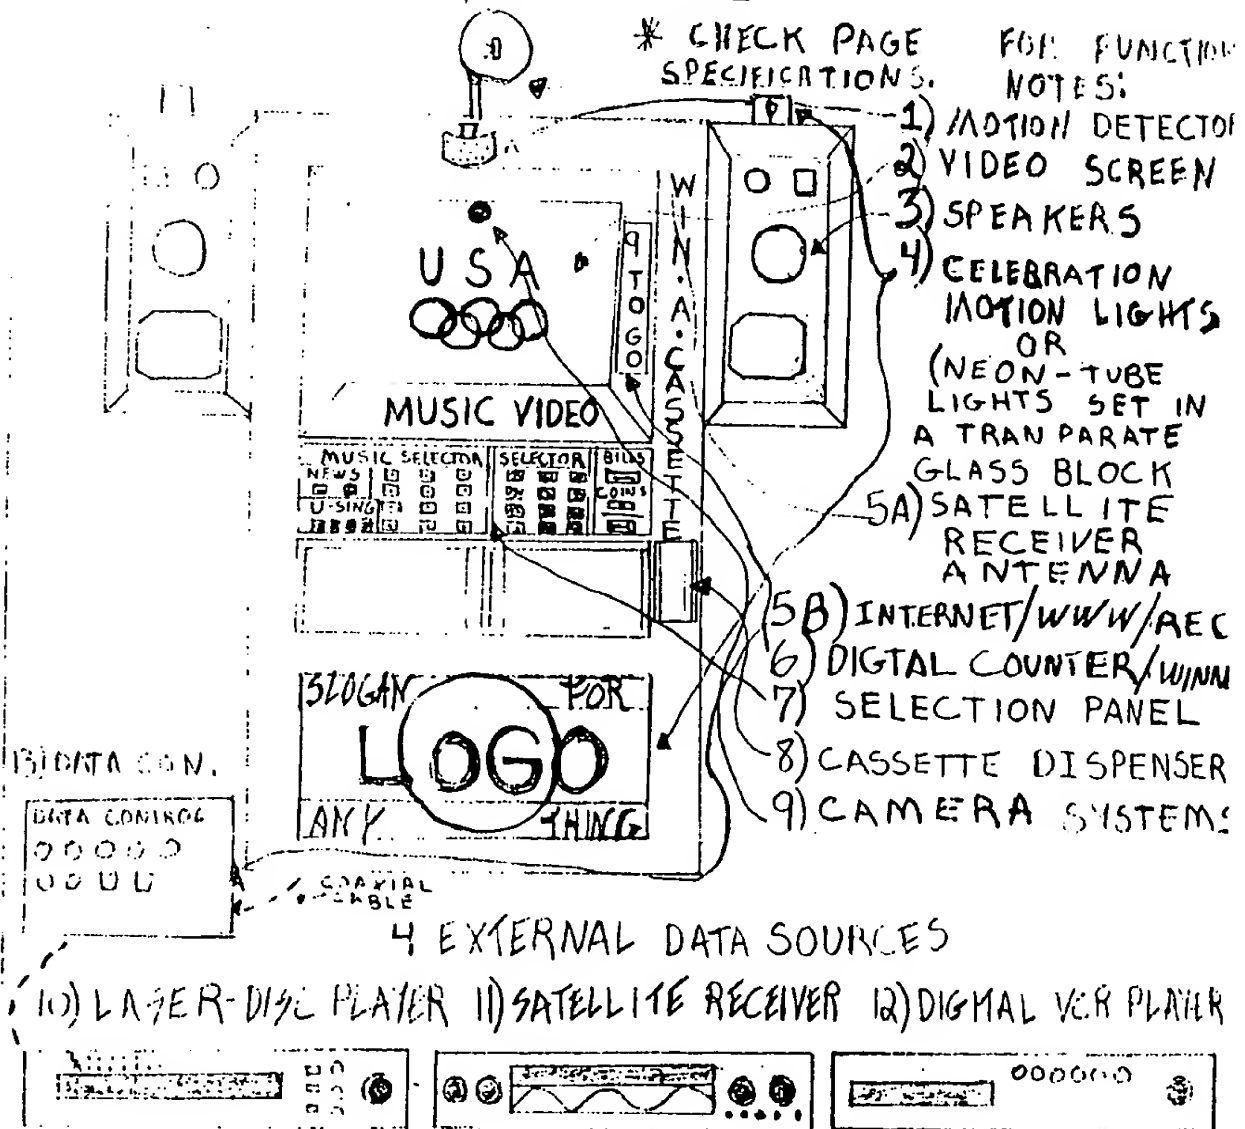 * CHECK PAGE FOR FUNCTION
SPECIFICATIONS. NOTES:
1) MOTION DETECTOR
2) VIDEO SCREEN
3) SPEAKERS
4) CELEBRATION
MOTION LIGHTS
OR
(NEON-TUBE
LIGHTS SET IN
A TRANPARATE
GLASS BLOCK
5A) SATELLITE
RECEIVER
ANTENNA
5B) INTERNET/WWW/REC
6) DIGTAL COUNTER/WINN
7) SELECTION PANEL
8) CASSETTE DISPENSER
9) CAMERA SYSTEMS
WIN·A·CASSETTE
9 TO GO
USA
MUSIC VIDEO
MUSIC SELECTOR
SELECTOR
BILLS
NEWS
COINS
U-SING
SLOGAN FOR
LOGO
ANY THING
13) DATA CON.
DATA CONTROL
COAXIAL
CABLE
4 EXTERNAL DATA SOURCES
10) LASER-DISC PLAYER 11) SATELLITE RECEIVER 12) DIGITAL VCR PLAYER